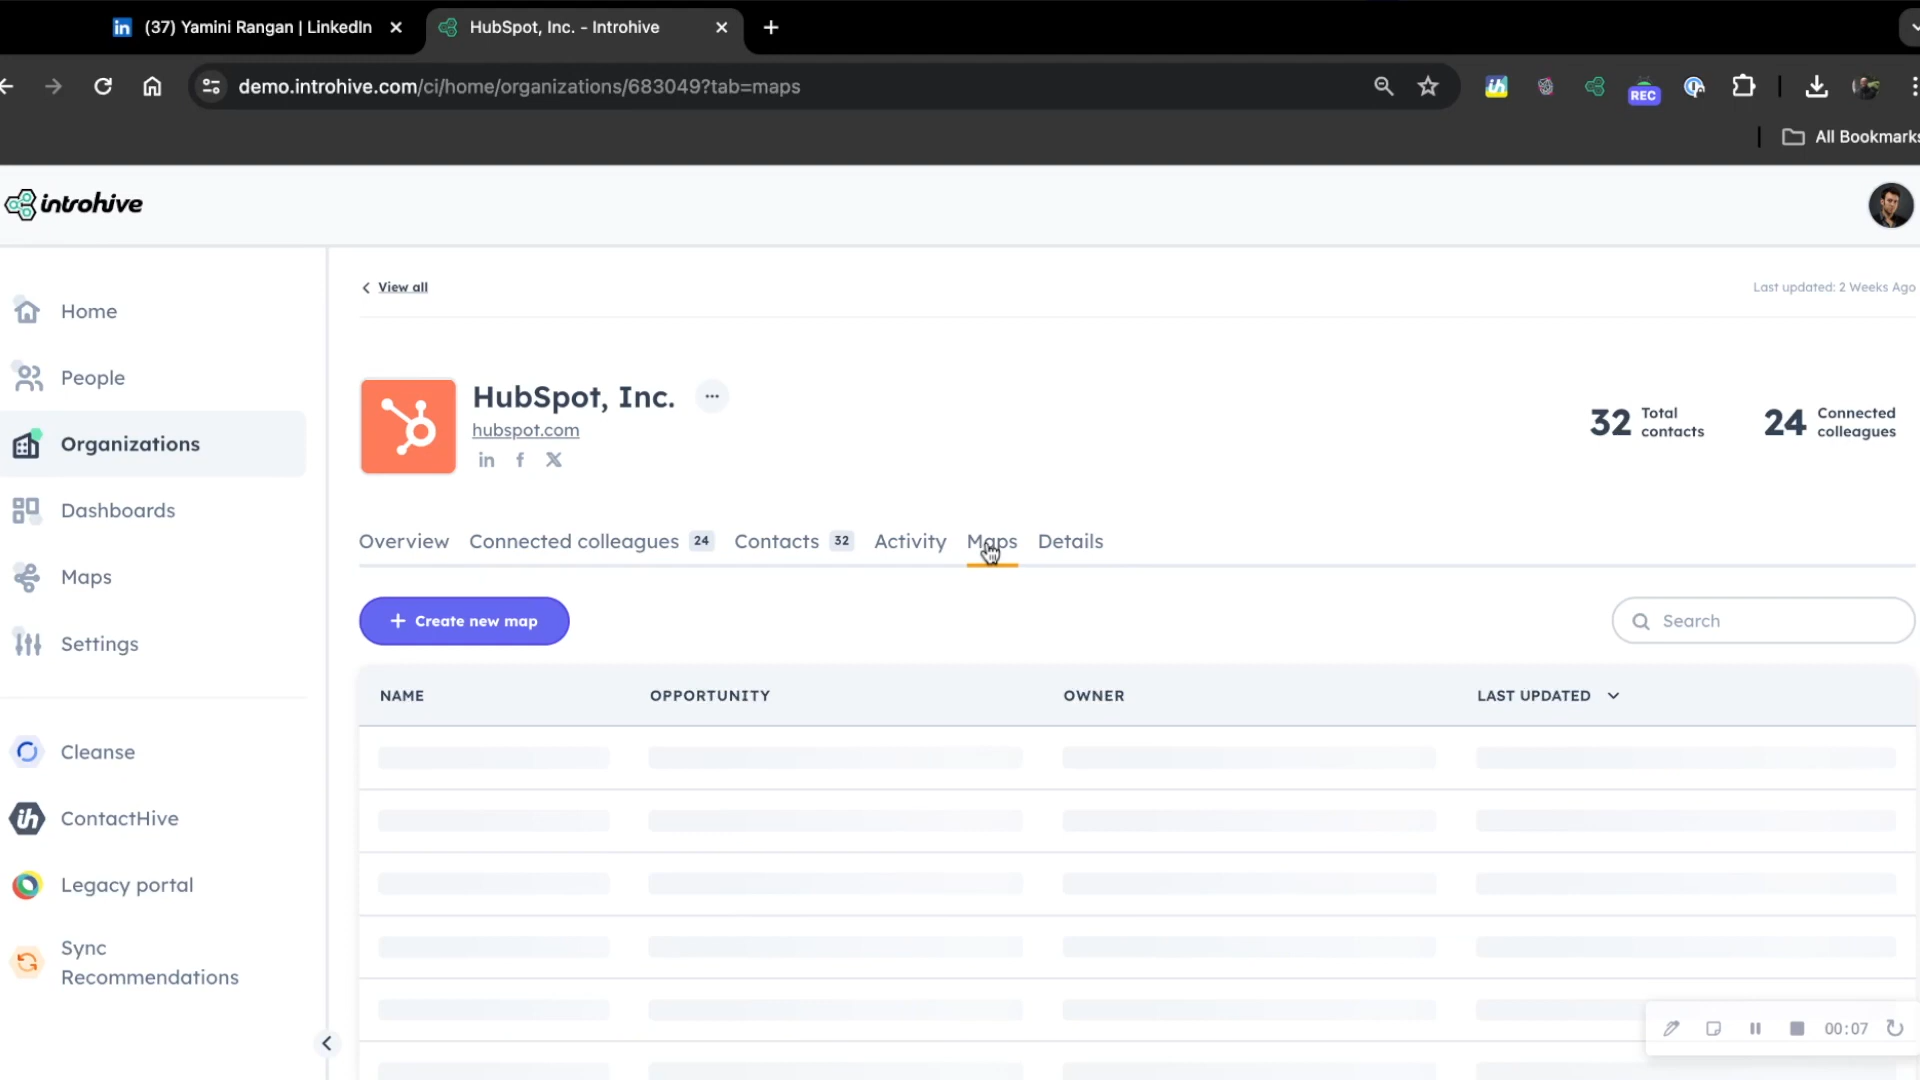 (37) Yamini Rangan | LinkedIn
HubSpot, Inc. - Introhive
demo.introhive.com/ci/home/organizations/683049?tab=maps
REC
All Bookmarks
introhive
Home
People
Organizations
Dashboards
Maps
Settings
Cleanse
ContactHive
Legacy portal
Sync
Recommendations
View all
Last updated: 2 Weeks Ago
HubSpot, Inc.
hubspot.com
32 Total contacts
24 Connected colleagues
Overview Connected colleagues 24 Contacts 32 Activity Maps Details
+ Create new map
Search
NAME OPPORTUNITY OWNER LAST UPDATED
00:07